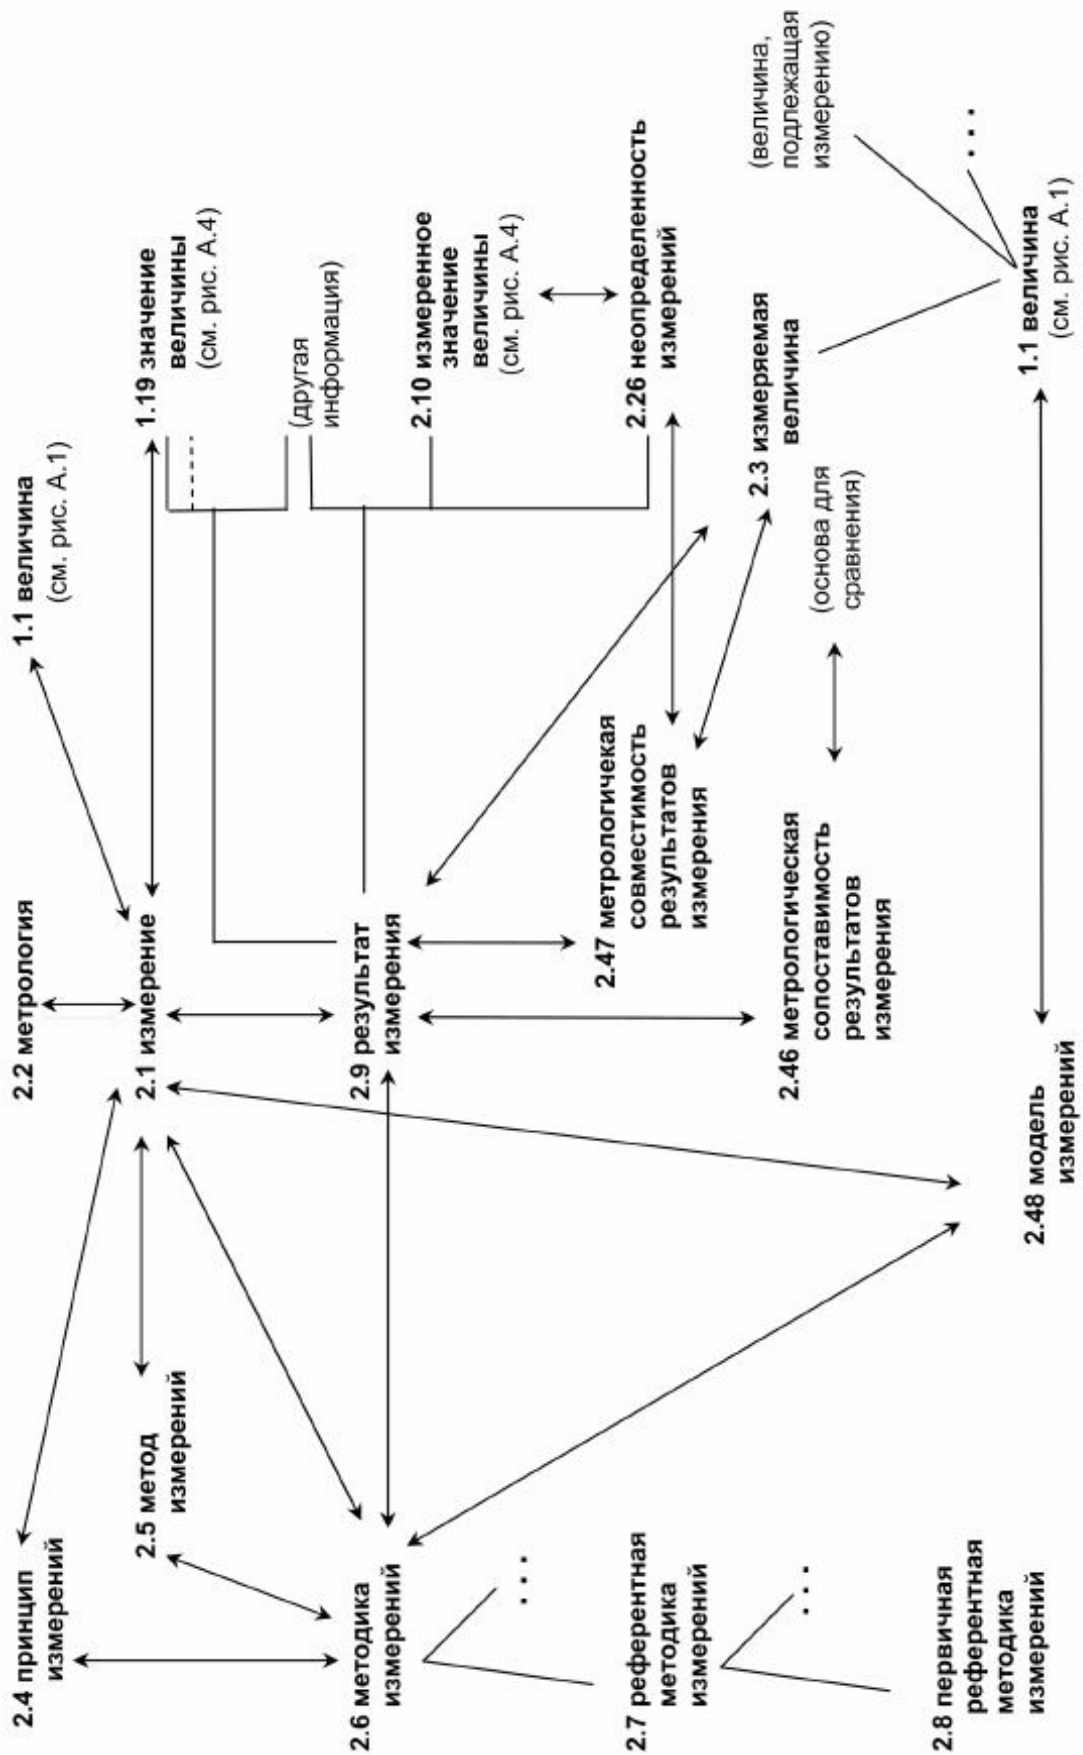 2.2 метрология
1.1 величина
(см. рис. А.1)
2.4 принцип
измерений
2.1 измерение
1.19 значение
величины
(см. рис. А.4)
2.5 метод
измерений
(другая
информация)
2.6 методика
измерений
2.9 результат
измерения
2.10 измеренное
значение
величины
(см. рис. А.4)
. . .
2.7 референтная
методика
измерений
2.47 метрологичекая
совместимость
результатов
измерения
2.26 неопределенность
измерений
2.3 измеряемая
величина
(величина,
подлежащая
измерению)
. . .
2.46 метрологическая
сопоставимость
результатов
измерения
(основа для
сравнения)
2.8 первичная
референтная
методика
измерений
. . .
2.48 модель
измерений
1.1 величина
(см. рис. А.1)